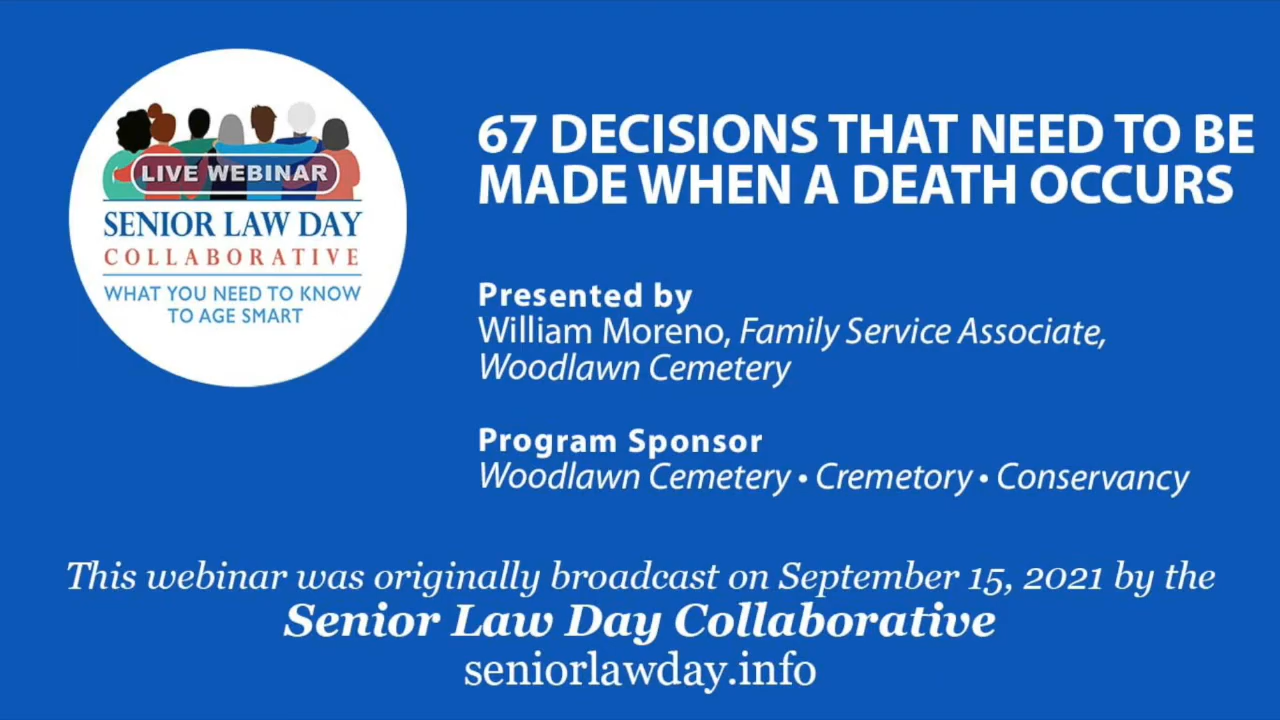 LIVE WEBINAR
SENIOR LAW DAY
COLLABORATIVE
WHAT YOU NEED TO KNOW
TO AGE SMART
67 DECISIONS THAT NEED TO BE
MADE WHEN A DEATH OCCURS
Presented by
William Moreno, Family Service Associate,
Woodlawn Cemetery
Program Sponsor
Woodlawn Cemetery • Cremetory • Conservancy
This webinar was originally broadcast on September 15, 2021 by the
Senior Law Day Collaborative
seniorlawday.info